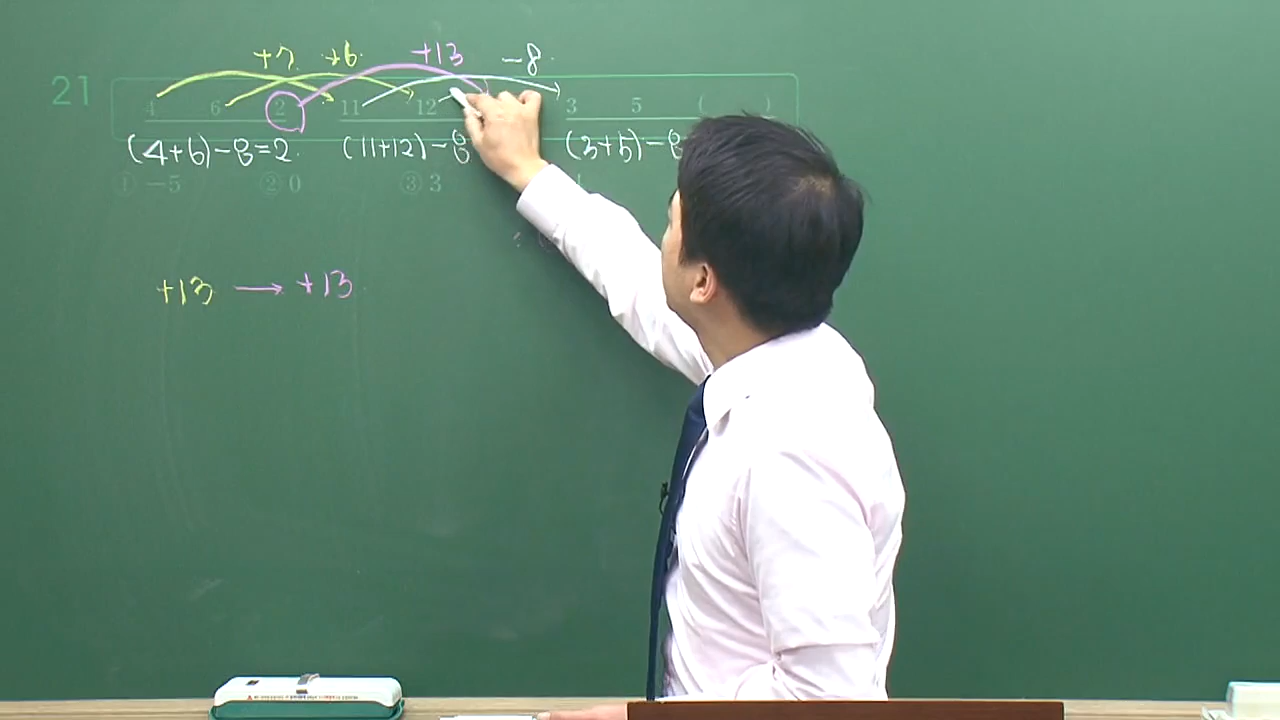 +7 +6 +13 -8
21
4 6 2 11 12 3 5 ( )
(4+6)-8=2 (11+12)-8 (3+5)-8
① -5 ② 0 ③ 3
+13 → +13